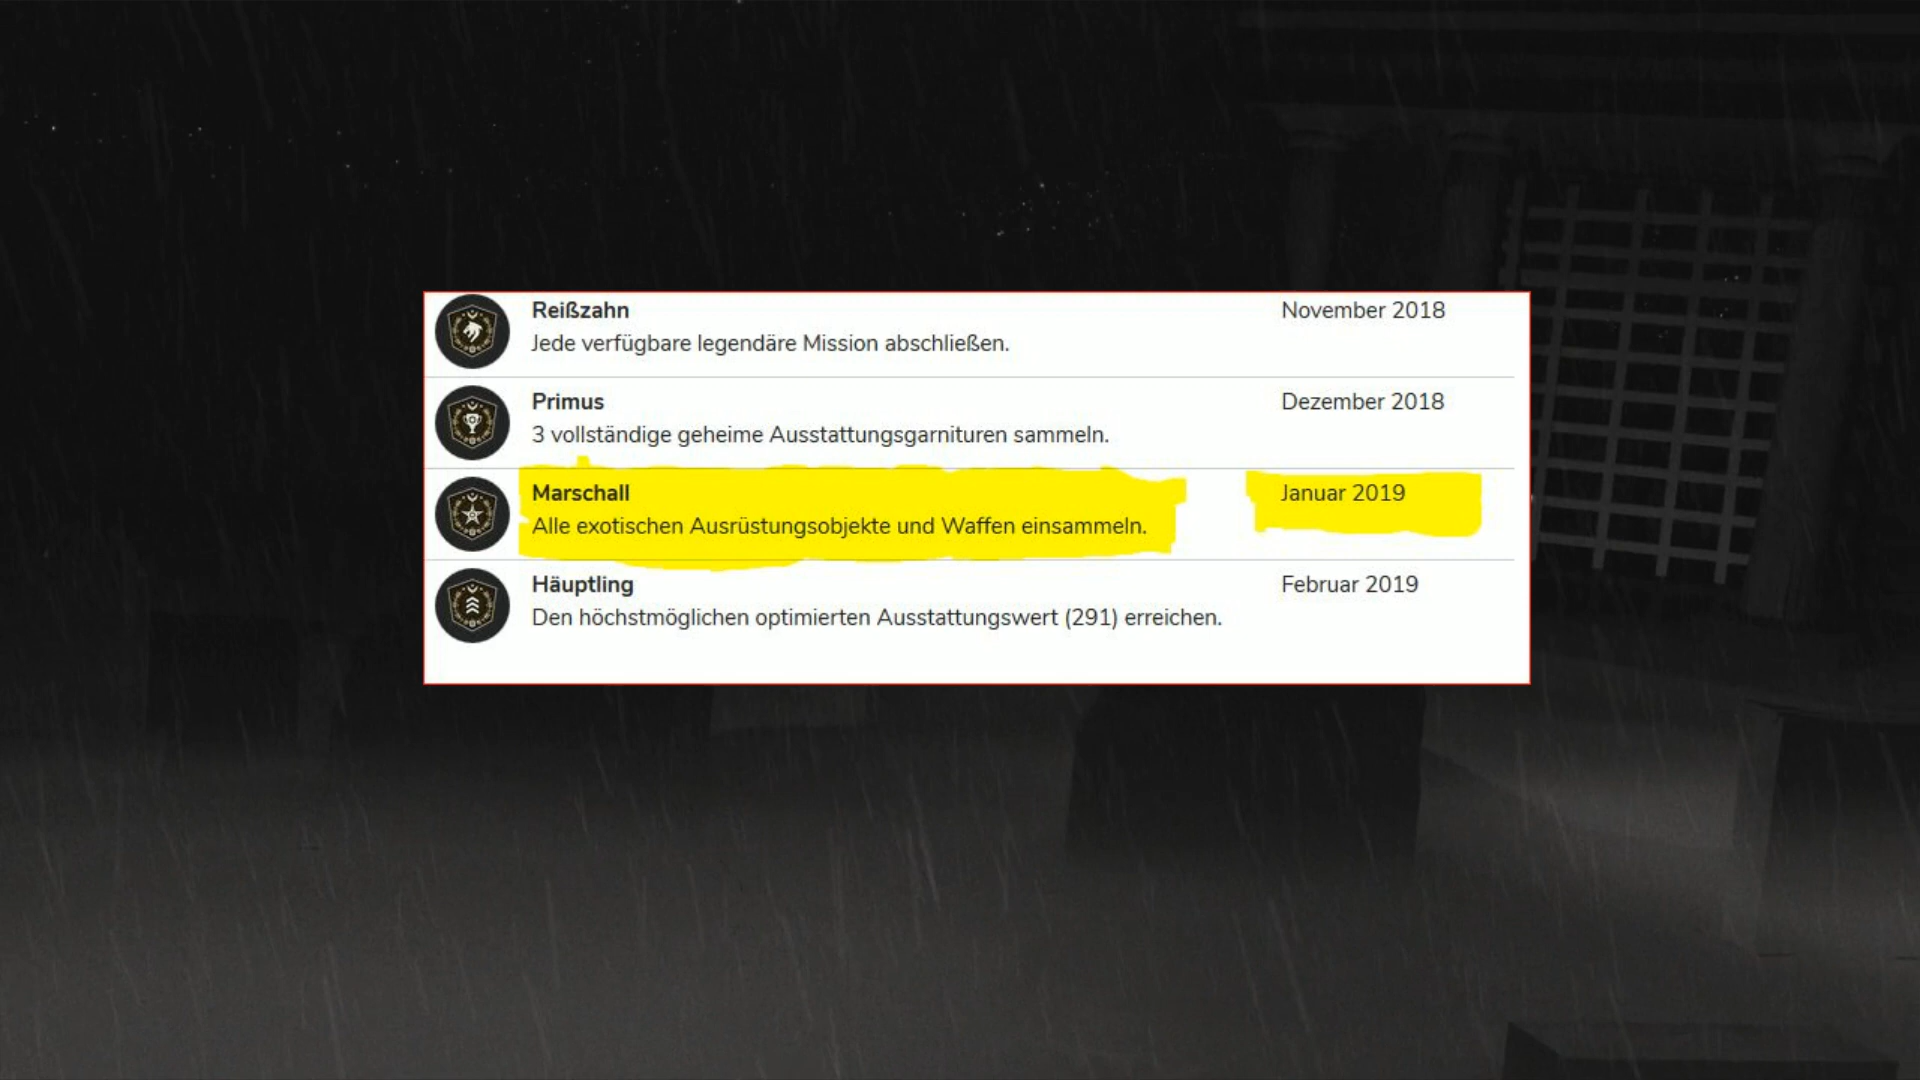 Reißzahn November 2018
Jede verfügbare legendäre Mission abschließen.
Primus Dezember 2018
3 vollständige geheime Ausstattungsgarnituren sammeln.
Marschall Januar 2019
Alle exotischen Ausrüstungsobjekte und Waffen einsammeln.
Häuptling Februar 2019
Den höchstmöglichen optimierten Ausstattungswert (291) erreichen.